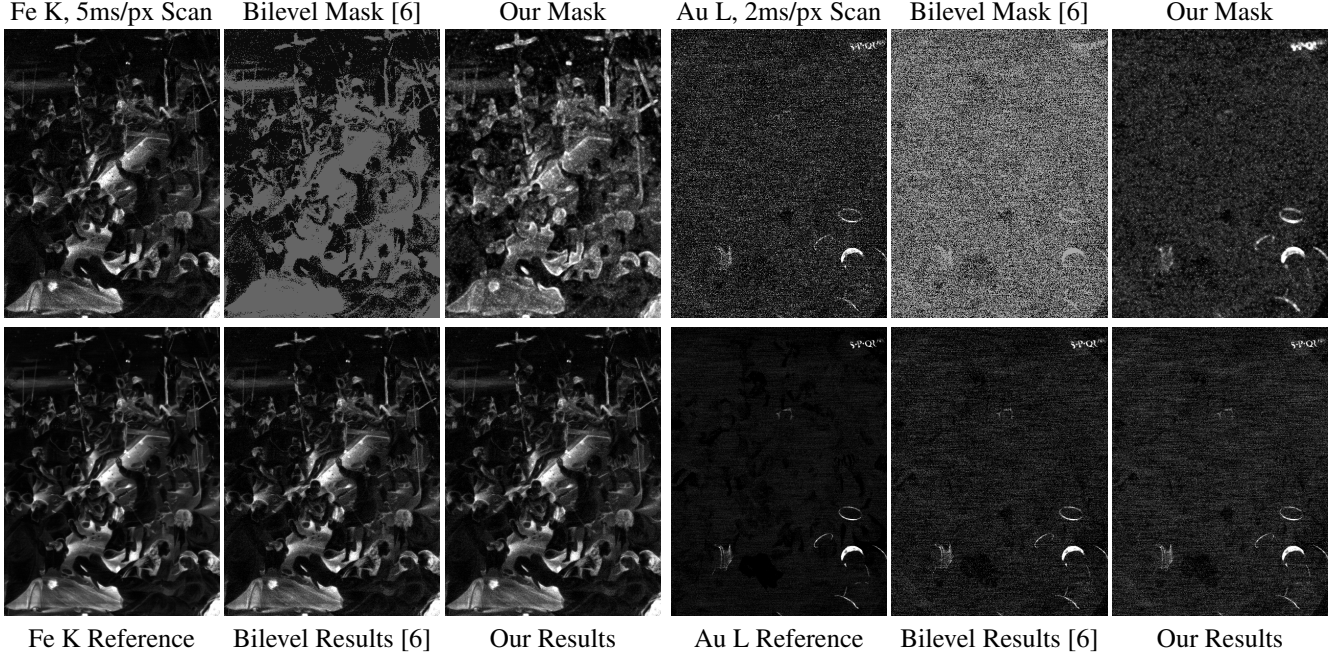 Fe K, 5ms/px Scan
Bilevel Mask [6]
Our Mask
Au L, 2ms/px Scan
Bilevel Mask [6]
Our Mask
Fe K Reference
Bilevel Results [6]
Our Results
Au L Reference
Bilevel Results [6]
Our Results